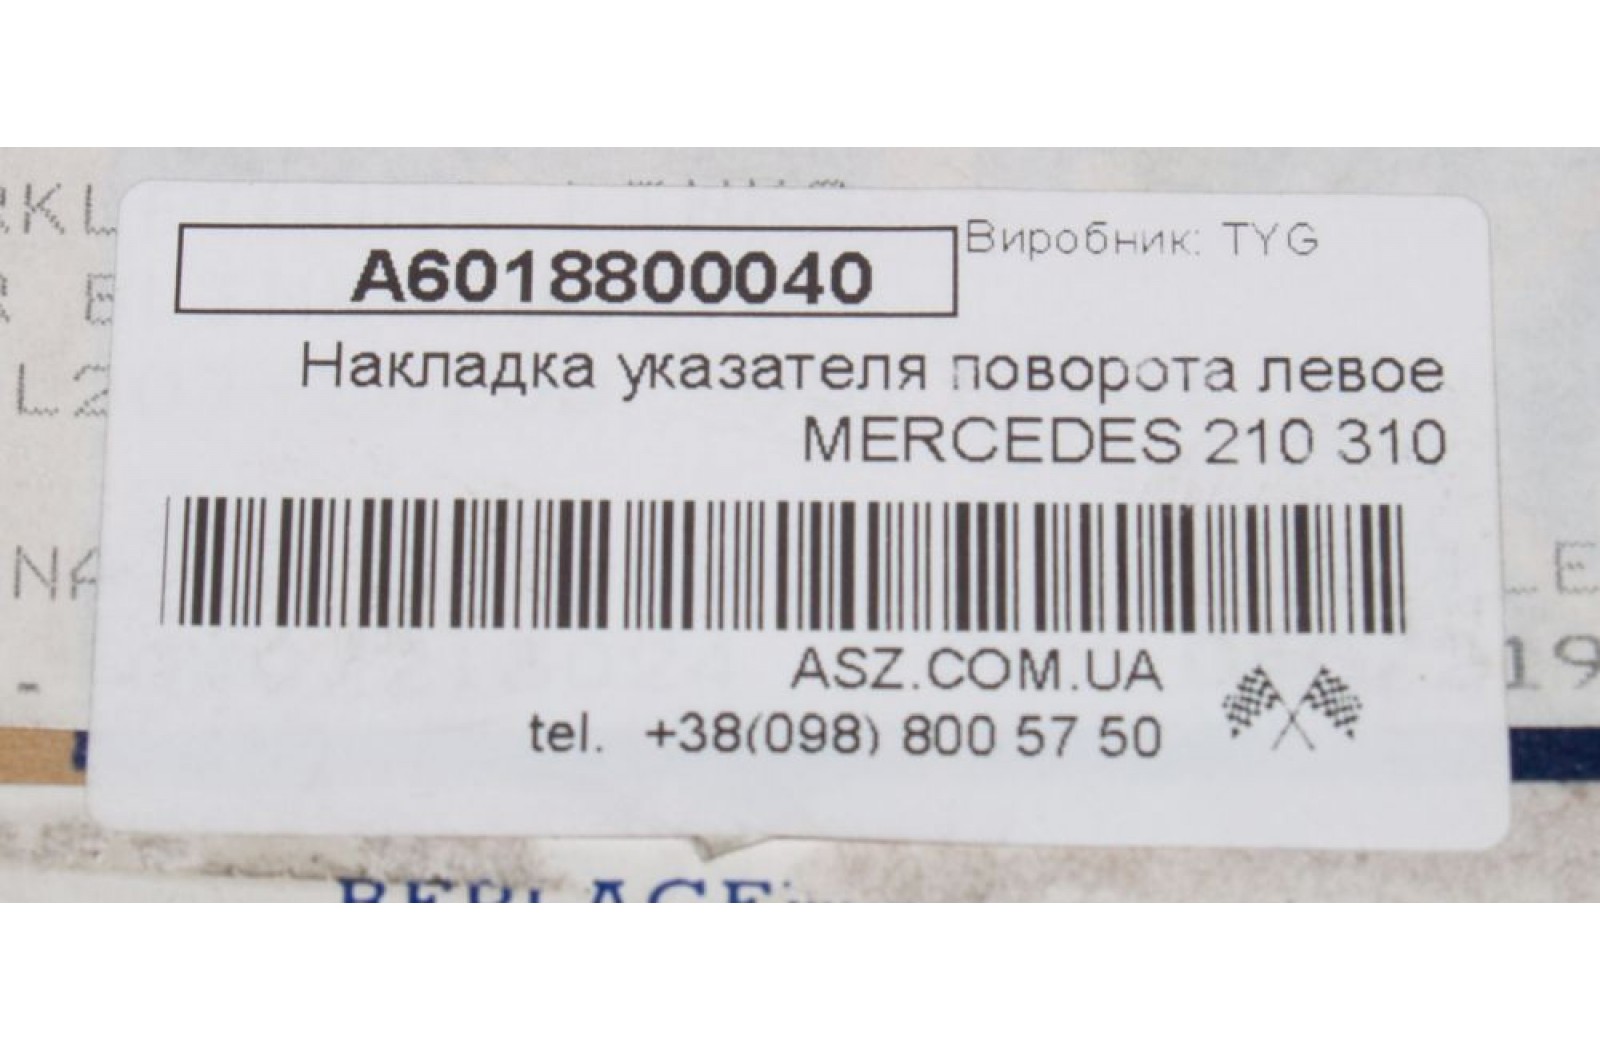 A6018800040 Виробник: TYG
Накладка указателя поворота левое
MERCEDES 210 310
ASZ.COM.UA
tel. +38(098) 800 57 50